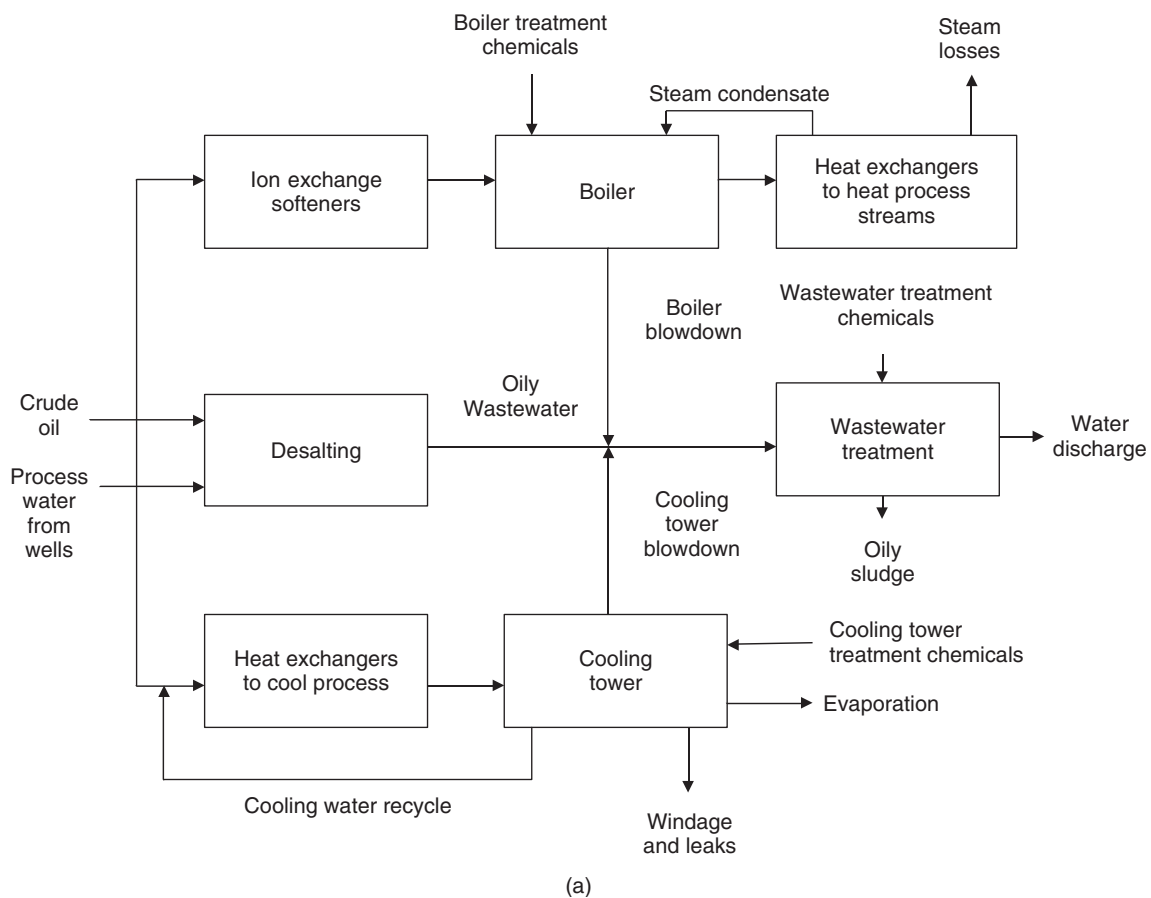 Boiler treatment
chemicals
Steam
losses
Steam condensate
Ion exchange
softeners
Boiler
Heat exchangers
to heat process
streams
Boiler
blowdown
Wastewater treatment
chemicals
Crude
oil
Process
water
from
wells
Desalting
Oily
Wastewater
Wastewater
treatment
Water
discharge
Cooling
tower
blowdown
Oily
sludge
Heat exchangers
to cool process
Cooling
tower
Cooling tower
treatment chemicals
Evaporation
Cooling water recycle
Windage
and leaks
(a)